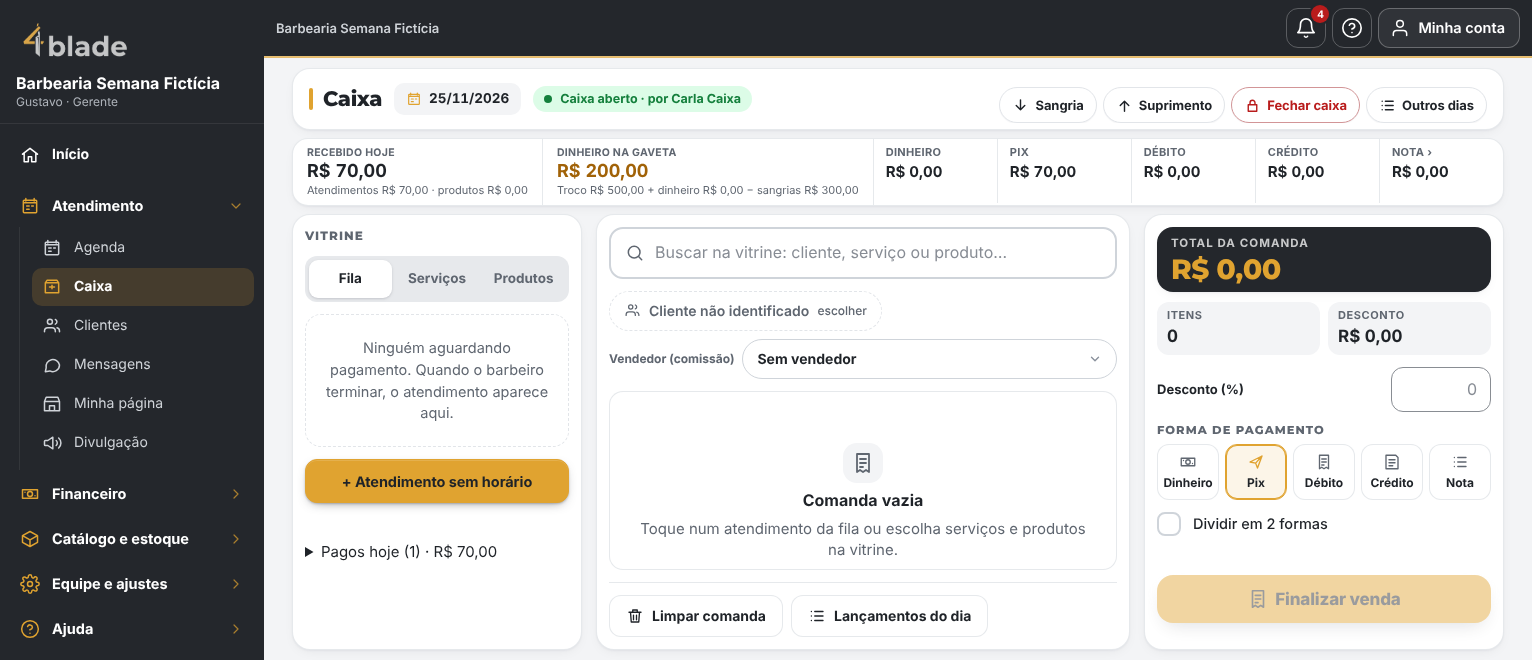 4blade
Barbearia Semana Fictícia
Gustavo · Gerente
Início
Atendimento
Agenda
Caixa
Clientes
Mensagens
Minha página
Divulgação
Financeiro
Catálogo e estoque
Equipe e ajustes
Ajuda
Barbearia Semana Fictícia
4
Minha conta
Caixa
25/11/2026
Caixa aberto · por Carla Caixa
Sangria
Suprimento
Fechar caixa
Outros dias
RECEBIDO HOJE
R$ 70,00
Atendimentos R$ 70,00 · produtos R$ 0,00
DINHEIRO NA GAVETA
R$ 200,00
Troco R$ 500,00 + dinheiro R$ 0,00 − sangrias R$ 300,00
DINHEIRO
R$ 0,00
PIX
R$ 70,00
DÉBITO
R$ 0,00
CRÉDITO
R$ 0,00
NOTA ›
R$ 0,00
VITRINE
Fila
Serviços
Produtos
Ninguém aguardando
pagamento. Quando o barbeiro
terminar, o atendimento aparece
aqui.
+ Atendimento sem horário
Pagos hoje (1) · R$ 70,00
Buscar na vitrine: cliente, serviço ou produto...
Cliente não identificado escolher
Vendedor (comissão)
Sem vendedor
Comanda vazia
Toque num atendimento da fila ou escolha serviços e produtos
na vitrine.
Limpar comanda
Lançamentos do dia
TOTAL DA COMANDA
R$ 0,00
ITENS
0
DESCONTO
R$ 0,00
Desconto (%)
0
FORMA DE PAGAMENTO
Dinheiro
Pix
Débito
Crédito
Nota
Dividir em 2 formas
Finalizar venda